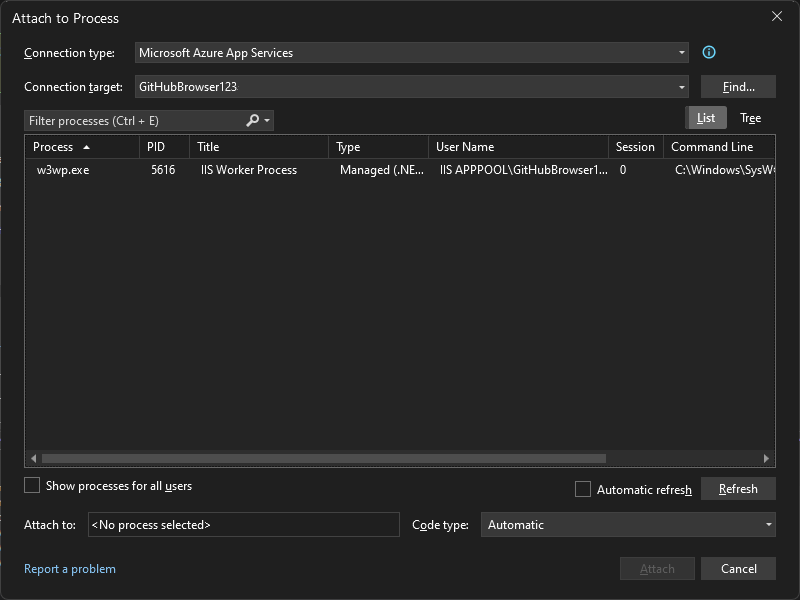 Attach to Process
Connection type: Microsoft Azure App Services
Connection target: GitHubBrowser123 Find...
Filter processes (Ctrl + E) List Tree
Process PID Title Type User Name Session Command Line
w3wp.exe 5616 IIS Worker Process Managed (.NE... IIS APPPOOL\GitHubBrowser1... 0 C:\Windows\SysW
Show processes for all users Automatic refresh Refresh
Attach to: <No process selected> Code type: Automatic
Report a problem Attach Cancel